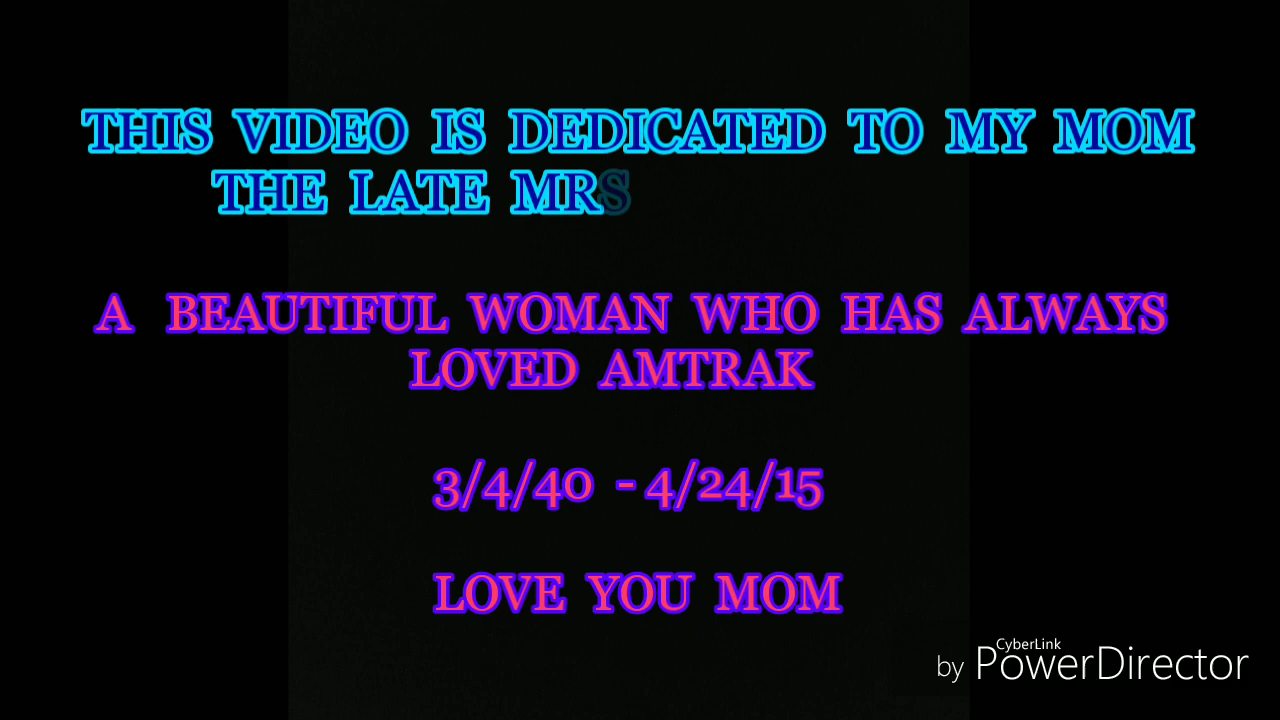 THIS VIDEO IS DEDICATED TO MY MOM
THE LATE MRS
A BEAUTIFUL WOMAN WHO HAS ALWAYS
LOVED AMTRAK
3/4/40 - 4/24/15
LOVE YOU MOM
by CyberLink PowerDirector